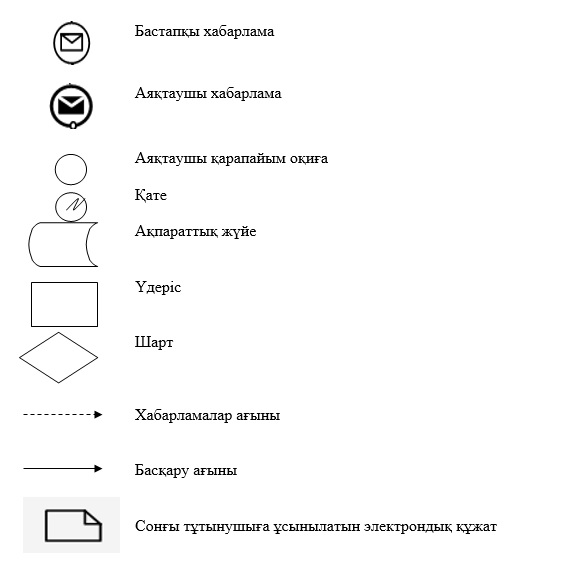 Бастапқы хабарлама
Аяқтаушы хабарлама
Аяқтаушы қарапайым оқиға
Қате
Ақпараттық жүйе
Үдеріс
Шарт
Хабарламалар ағыны
Басқару ағыны
Сонғы тұтынушыға ұсынылатын электрондық құжат